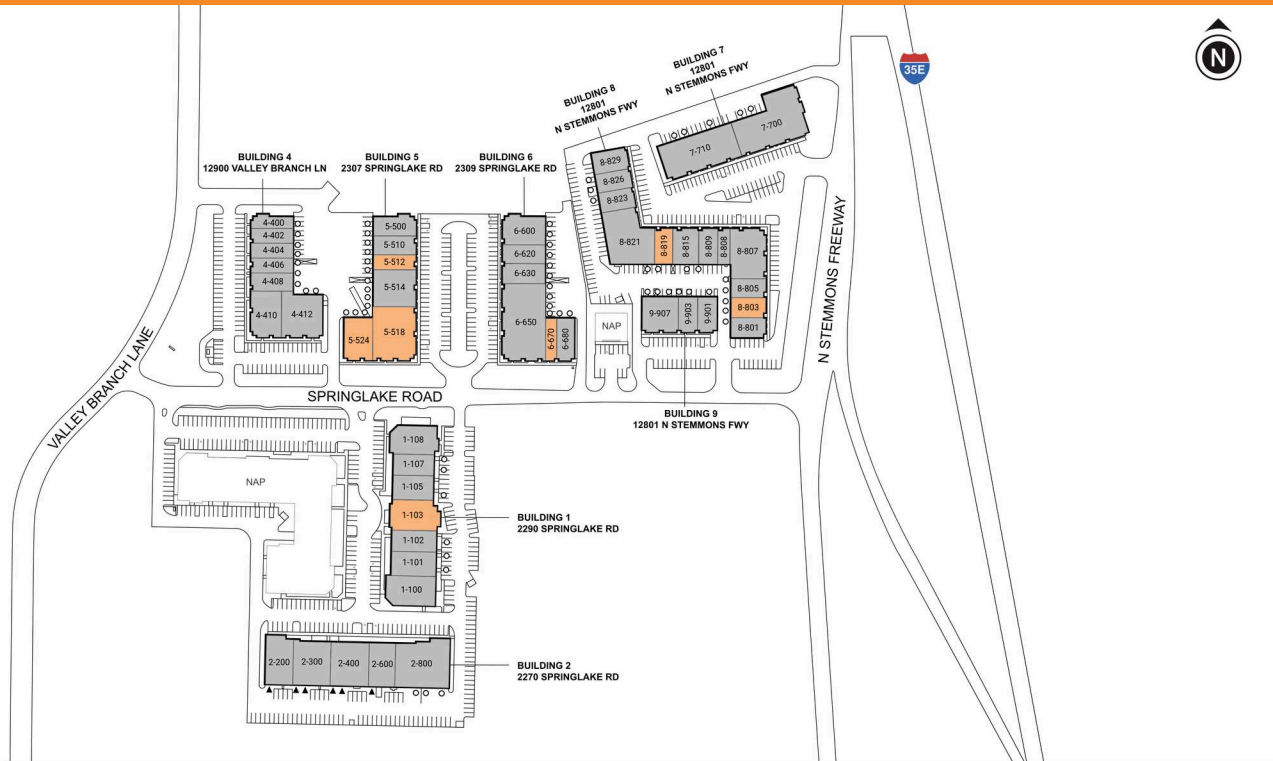 N
35E
BUILDING 7
12801
N STEMMONS FWY
BUILDING 8
12801
N STEMMONS FWY
7-700
7-710
BUILDING 4
12900 VALLEY BRANCH LN
BUILDING 5
2307 SPRINGLAKE RD
BUILDING 6
2309 SPRINGLAKE RD
8-829
8-826
8-823
8-821
8-819
8-815
8-809
8-808
8-807
8-805
8-803
8-801
4-400
4-402
4-404
4-406
4-408
4-410
4-412
5-500
5-510
5-512
5-514
5-518
5-524
6-600
6-620
6-630
6-650
6-670
6-680
NAP
9-907
9-903
9-901
N STEMMONS FREEWAY
VALLEY BRANCH LANE
SPRINGLAKE ROAD
BUILDING 9
12801 N STEMMONS FWY
NAP
1-108
1-107
1-105
1-103
1-102
1-101
1-100
BUILDING 1
2290 SPRINGLAKE RD
2-200
2-300
2-400
2-600
2-800
BUILDING 2
2270 SPRINGLAKE RD